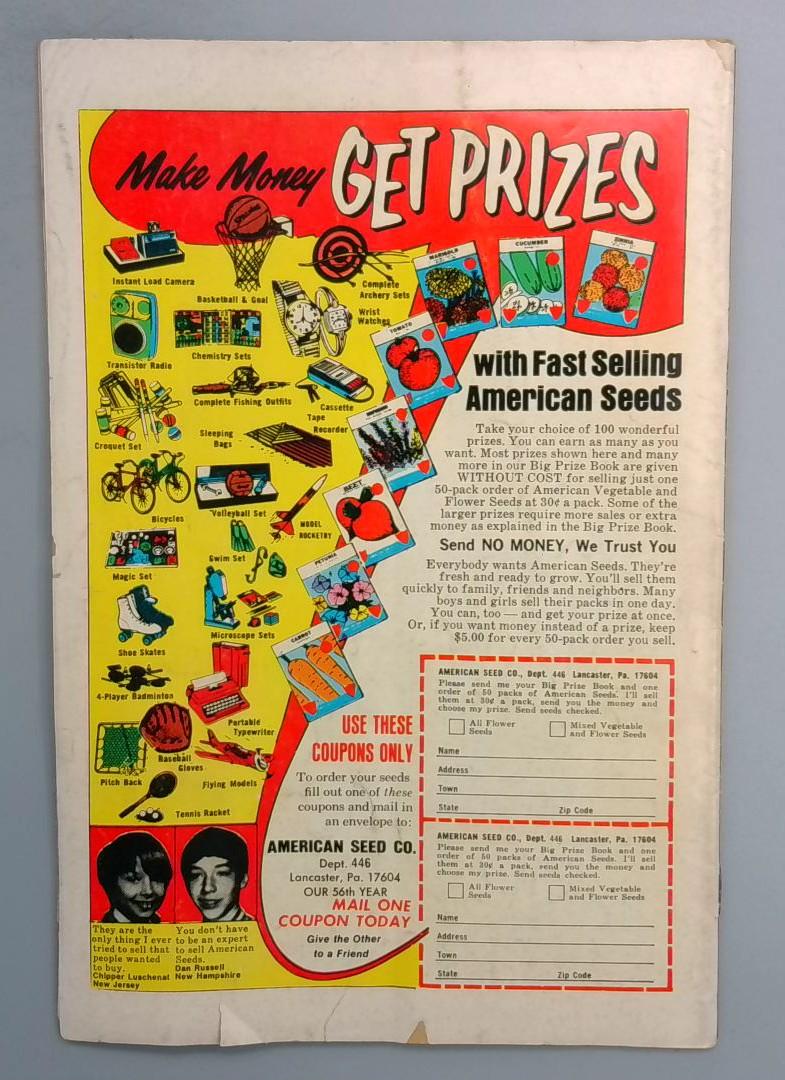 Make Money GET PRIZES
SPALDING
Instant Load Camera
Basketball & Goal
Complete
Archery Sets
Wrist
Watches
Transistor Radio
Chemistry Sets
Complete Fishing Outfits
Cassette
Tape
Recorder
Croquet Set
Sleeping
Bags
Bicycles
Volleyball Set
MODEL
ROCKETRY
Swim Set
Magic Set
Microscope Sets
Shoe Skates
4-Player Badminton
Portable
Typewriter
Baseball
Gloves
Pitch Back
Flying Models
Tennis Racket
MARIGOLD
CUCUMBER
ZINNIA
TOMATO
BEET
PETUNIA
CARROT
with Fast Selling
American Seeds
Take your choice of 100 wonderful
prizes. You can earn as many as you
want. Most prizes shown here and many
more in our Big Prize Book are given
WITHOUT COST for selling just one
50-pack order of American Vegetable and
Flower Seeds at 30¢ a pack. Some of the
larger prizes require more sales or extra
money as explained in the Big Prize Book.
Send NO MONEY, We Trust You
Everybody wants American Seeds. They're
fresh and ready to grow. You'll sell them
quickly to family, friends and neighbors. Many
boys and girls sell their packs in one day.
You can, too — and get your prize at once.
Or, if you want money instead of a prize, keep
$5.00 for every 50-pack order you sell.
USE THESE
COUPONS ONLY
To order your seeds
fill out one of these
coupons and mail in
an envelope to:
AMERICAN SEED CO.
Dept. 446
Lancaster, Pa. 17604
OUR 56th YEAR
MAIL ONE
COUPON TODAY
Give the Other
to a Friend
AMERICAN SEED CO., Dept. 446 Lancaster, Pa. 17604
Please send me your Big Prize Book and one
order of 50 packs of American Seeds. I'll sell
them at 30¢ a pack, send you the money and
choose my prize. Send seeds checked.
All Flower
Seeds
Mixed Vegetable
and Flower Seeds
Name
Address
Town
State Zip Code
AMERICAN SEED CO., Dept. 446 Lancaster, Pa. 17604
Please send me your Big Prize Book and one
order of 50 packs of American Seeds. I'll sell
them at 30¢ a pack, send you the money and
choose my prize. Send seeds checked.
All Flower
Seeds
Mixed Vegetable
and Flower Seeds
Name
Address
Town
State Zip Code
They are the
only thing I ever
tried to sell that
people wanted
to buy.
Chipper Luschenat
New Jersey
You don't have
to be an expert
to sell American
Seeds.
Dan Russell
New Hampshire